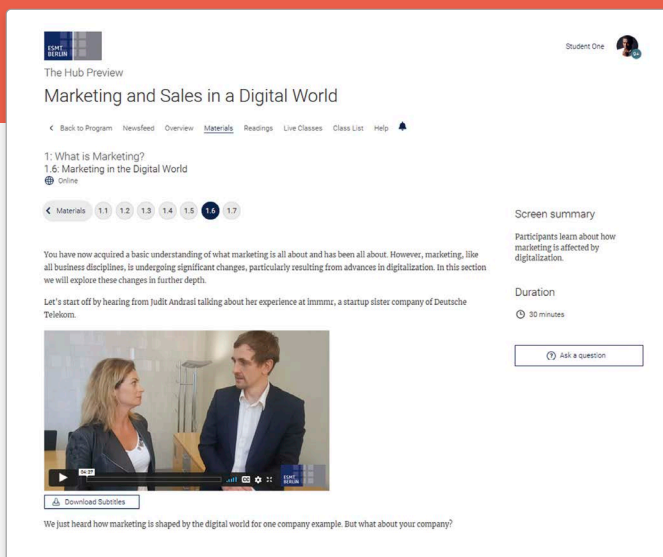 ESMT
BERLIN
Student One
The Hub Preview
Marketing and Sales in a Digital World
Back to Program Newsfeed Overview Materials Readings Live Classes Class List Help
1: What is Marketing?
1.6: Marketing in the Digital World
Online
Materials 1.1 1.2 1.3 1.4 1.5 1.6 1.7
You have now acquired a basic understanding of what marketing is all about and has been all about. However, marketing, like
all business disciplines, is undergoing significant changes, particularly resulting from advances in digitalization. In this section
we will explore these changes in further depth.
Let's start off by hearing from Judit Andrasi talking about her experience at immmr, a startup sister company of Deutsche
Telekom.
04:27
CC
ESMT
BERLIN
Download Subtitles
We just heard how marketing is shaped by the digital world for one company example. But what about your company?
Screen summary
Participants learn about how
marketing is affected by
digitalization.
Duration
30 minutes
Ask a question